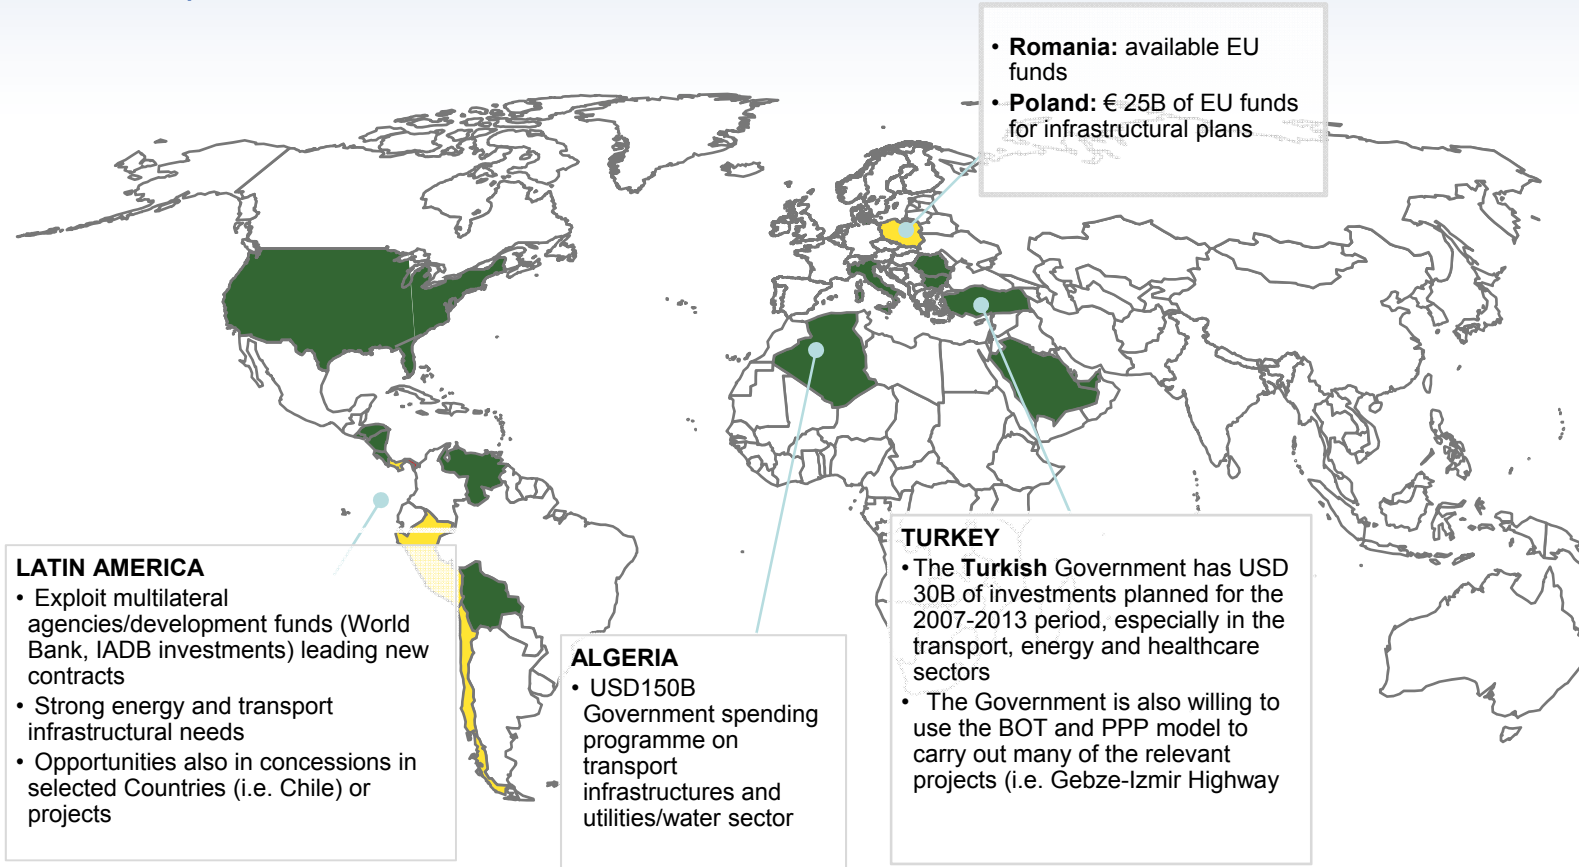 • Romania: available EU
funds
• Poland: € 25B of EU funds
for infrastructural plans
LATIN AMERICA
• Exploit multilateral
agencies/development funds (World
Bank, IADB investments) leading new
contracts
• Strong energy and transport
infrastructural needs
• Opportunities also in concessions in
selected Countries (i.e. Chile) or
projects
ALGERIA
• USD150B
Government spending
programme on
transport
infrastructures and
utilities/water sector
TURKEY
• The Turkish Government has USD
30B of investments planned for the
2007-2013 period, especially in the
transport, energy and healthcare
sectors
• The Government is also willing to
use the BOT and PPP model to
carry out many of the relevant
projects (i.e. Gebze-Izmir Highway